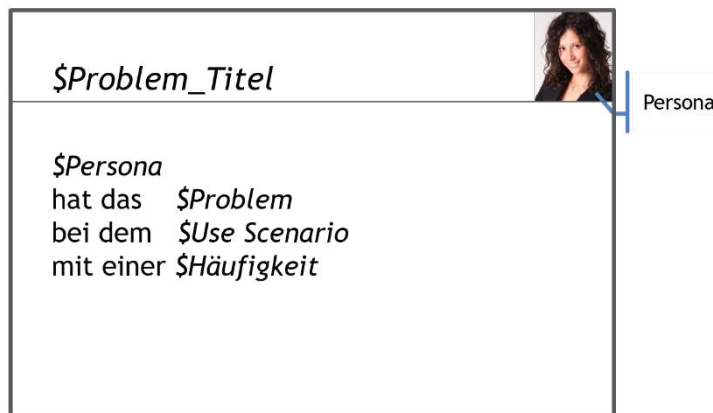 $Problem_Titel
Persona
$Persona
hat das $Problem
bei dem $Use Scenario
mit einer $Häufigkeit